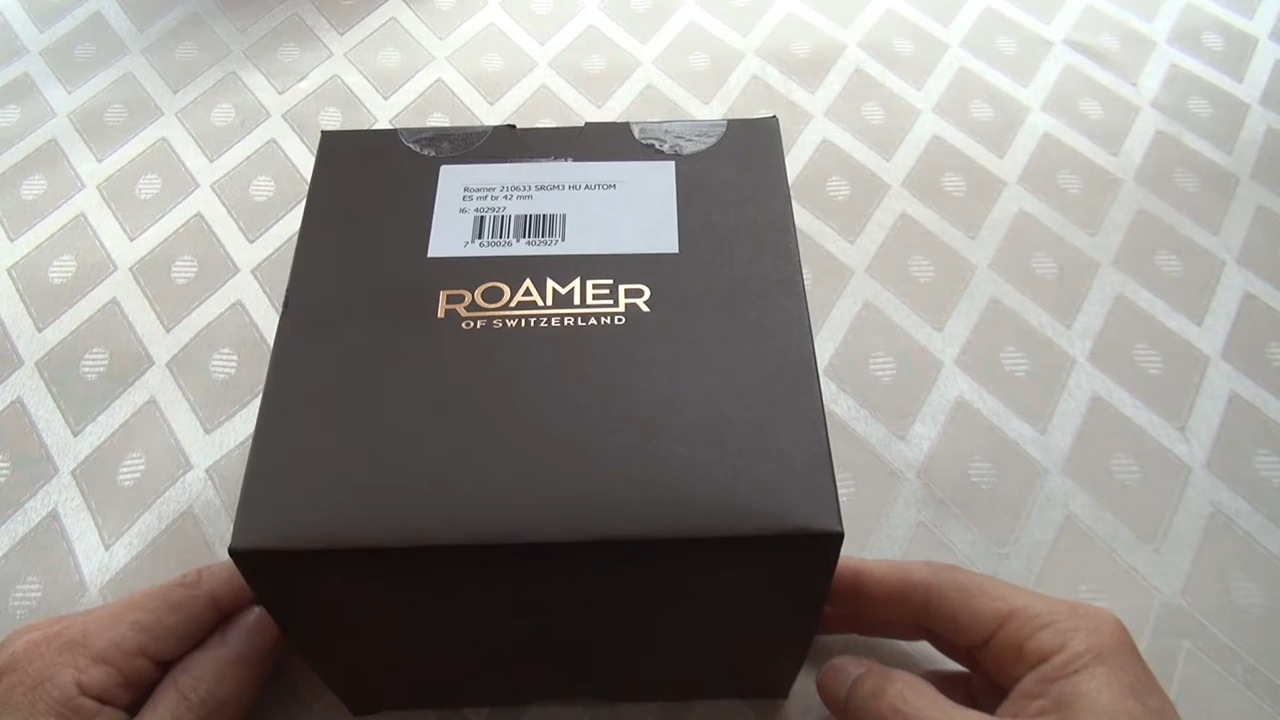 Roamer 210633 SRGM3 HU AUTOM
ES mf br 42 mm
I6: 402927
7 630026 402927
ROAMER
OF SWITZERLAND